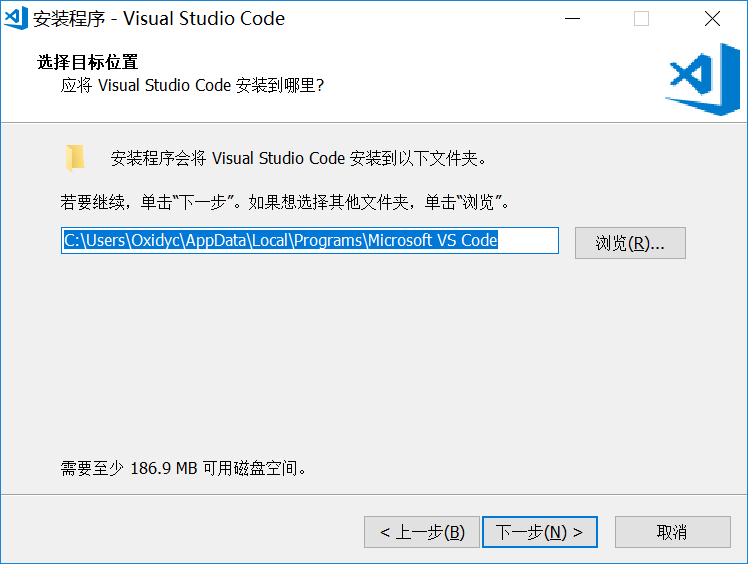 安装程序 - Visual Studio Code
选择目标位置
应将 Visual Studio Code 安装到哪里?
安装程序会将 Visual Studio Code 安装到以下文件夹。
若要继续，单击“下一步”。如果想选择其他文件夹，单击“浏览”。
C:\Users\Oxidyc\AppData\Local\Programs\Microsoft VS Code
浏览(R)...
需要至少 186.9 MB 可用磁盘空间。
< 上一步(B)
下一步(N) >
取消